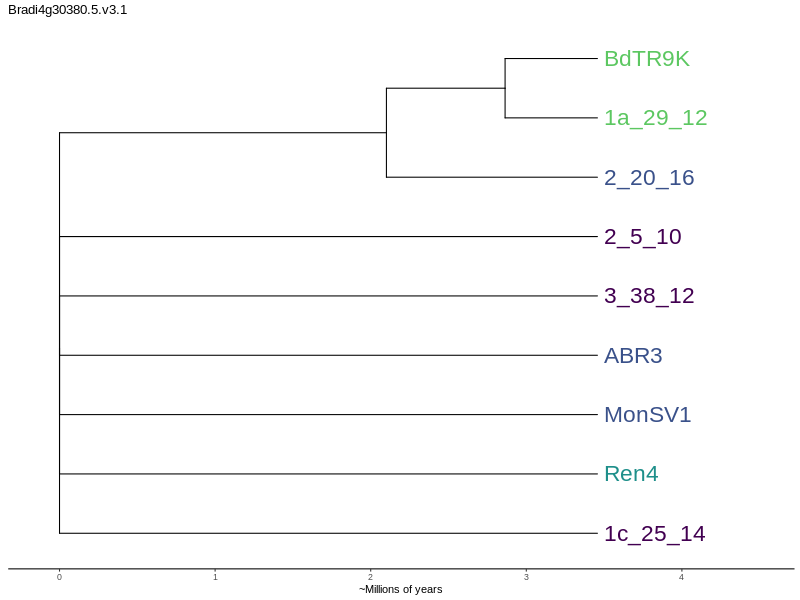 Bradi4g30380.5.v3.1
BdTR9K
1a_29_12
2_20_16
2_5_10
3_38_12
ABR3
MonSV1
Ren4
1c_25_14
0 1 2 3 4
~Millions of years